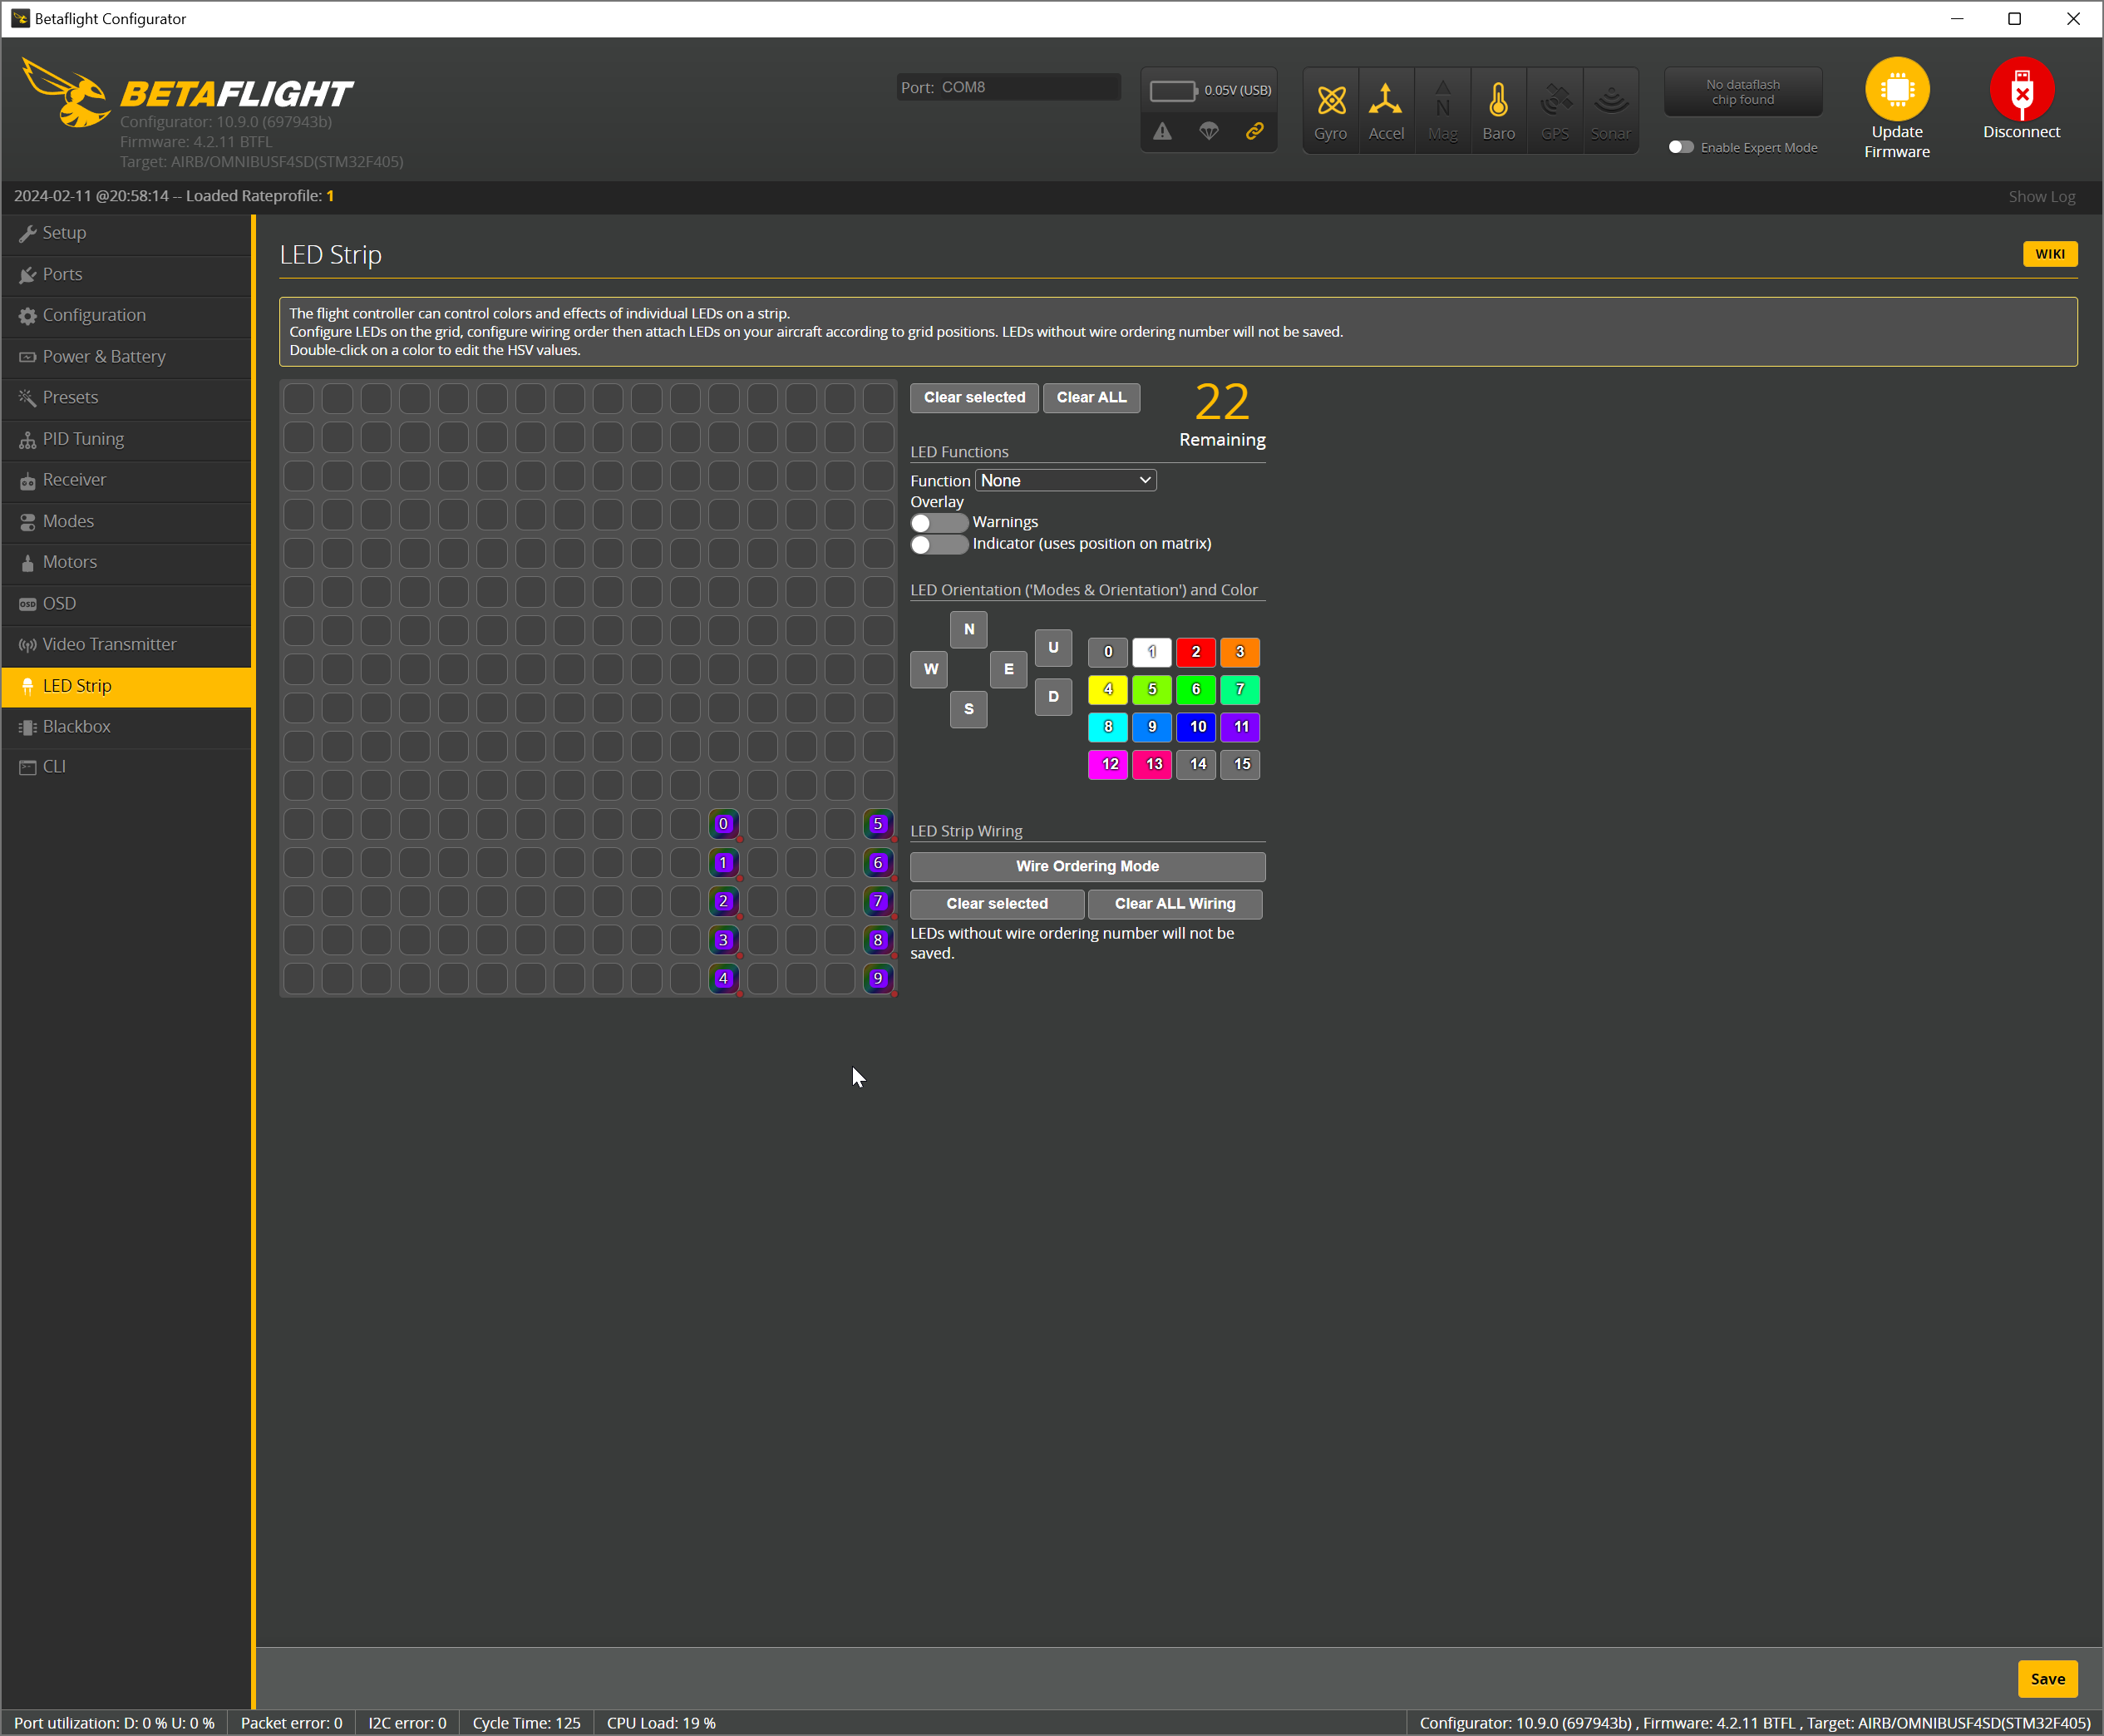 Betaflight Configurator
BETAFLIGHT
Configurator: 10.9.0 (697943b)
Firmware: 4.2.11 BTFL
Target: AIRB/OMNIBUSF4SD(STM32F405)
Port: COM8
0.05V (USB)
Gyro
Accel
N
Mag
Baro
GPS
Sonar
No dataflash
chip found
Enable Expert Mode
Update
Firmware
Disconnect
2024-02-11 @20:58:14 -- Loaded Rateprofile: 1
Show Log
Setup
Ports
Configuration
Power & Battery
Presets
PID Tuning
Receiver
Modes
Motors
OSD OSD
Video Transmitter
LED Strip
Blackbox
CLI
LED Strip
WIKI
The flight controller can control colors and effects of individual LEDs on a strip.
Configure LEDs on the grid, configure wiring order then attach LEDs on your aircraft according to grid positions. LEDs without wire ordering number will not be saved.
Double-click on a color to edit the HSV values.
0 5
1 6
2 7
3 8
4 9
Clear selected Clear ALL
22
Remaining
LED Functions
Function None
Overlay
Warnings
Indicator (uses position on matrix)
LED Orientation ('Modes & Orientation') and Color
N
W E
S
U
D
0 1 2 3
4 5 6 7
8 9 10 11
12 13 14 15
LED Strip Wiring
Wire Ordering Mode
Clear selected Clear ALL Wiring
LEDs without wire ordering number will not be
saved.
Save
Port utilization: D: 0 % U: 0 % Packet error: 0 I2C error: 0 Cycle Time: 125 CPU Load: 19 % Configurator: 10.9.0 (697943b) , Firmware: 4.2.11 BTFL , Target: AIRB/OMNIBUSF4SD(STM32F405)